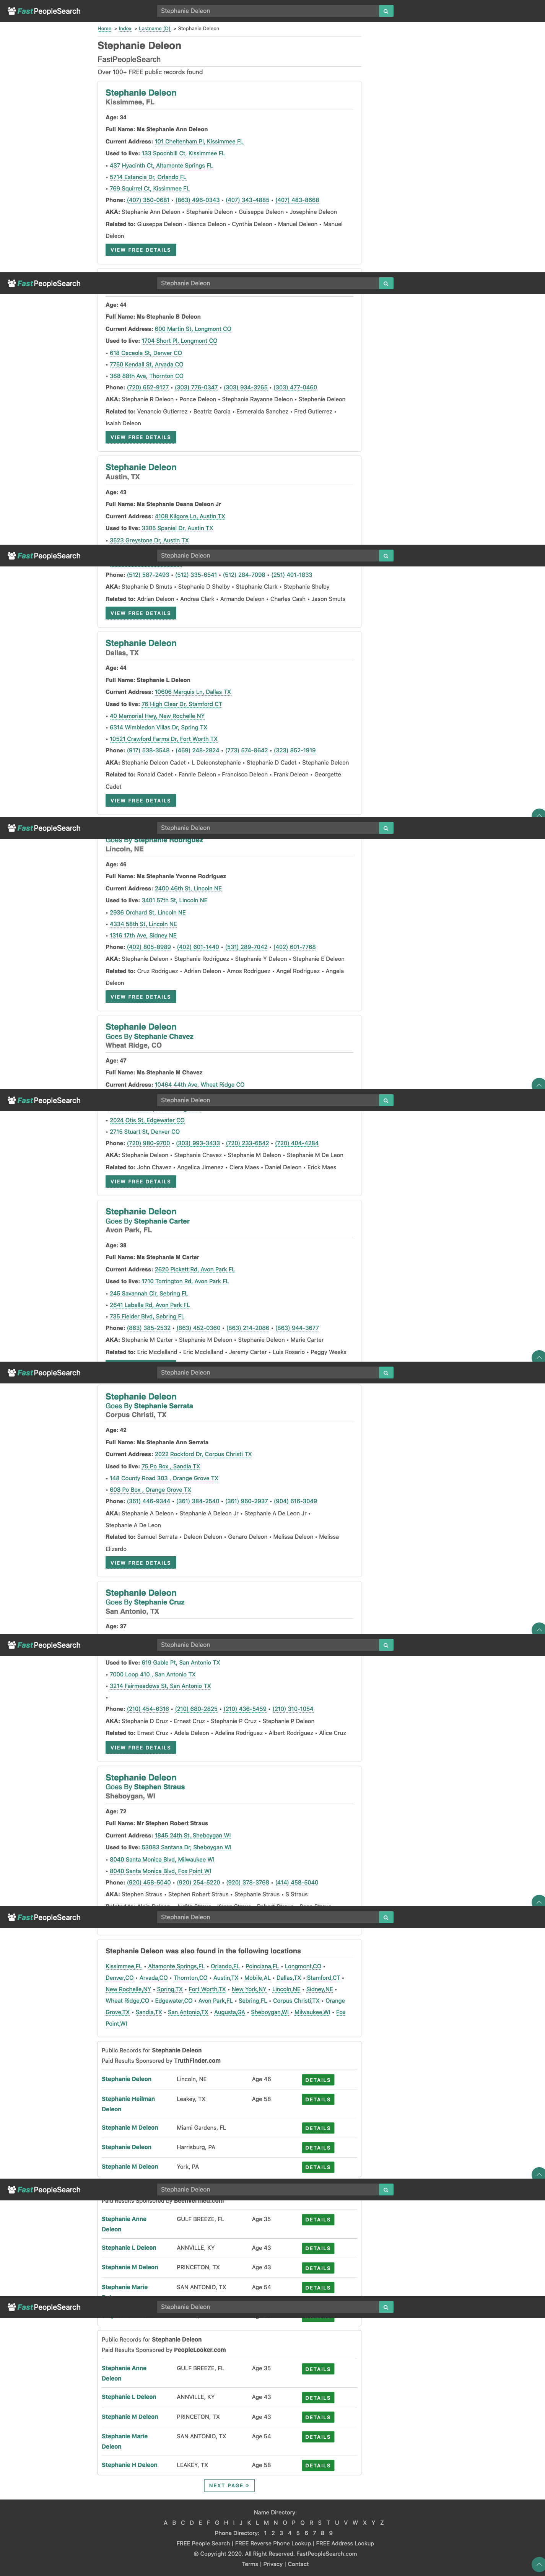 FastPeopleSearch
Stephanie Deleon
Home » Index » Lastname (D) » Stephanie Deleon
Stephanie Deleon
FastPeopleSearch
Over 100+ FREE public records found
Stephanie Deleon
Kissimmee, FL
Age: 34
Full Name: Ms Stephanie Ann Deleon
Current Address: 101 Cheltenham Pl, Kissimmee FL
Used to live: 133 Spoonbill Ct, Kissimmee FL
• 437 Hyacinth Ct, Altamonte Springs FL
• 5714 Estancia Dr, Orlando FL
• 769 Squirrel Ct, Kissimmee FL
Phone: (407) 350-0681 • (863) 496-0343 • (407) 343-4885 • (407) 483-8668
AKA: Stephanie Ann Deleon • Stephanie Deleon • Guiseppa Deleon • Josephine Deleon
Related to: Giuseppa Deleon • Bianca Deleon • Cynthia Deleon • Manuel Deleon • Manuel
Deleon
VIEW FREE DETAILS
FastPeopleSearch
Stephanie Deleon
Age: 44
Full Name: Ms Stephanie B Deleon
Current Address: 600 Martin St, Longmont CO
Used to live: 1704 Short Pl, Longmont CO
• 618 Osceola St, Denver CO
• 7750 Kendall St, Arvada CO
• 388 88th Ave, Thornton CO
Phone: (720) 652-9127 • (303) 776-0347 • (303) 934-3265 • (303) 477-0460
AKA: Stephanie R Deleon • Ponce Deleon • Stephanie Rayanne Deleon • Stephenie Deleon
Related to: Venancio Gutierrez • Beatriz Garcia • Esmeralda Sanchez • Fred Gutierrez •
Isaiah Deleon
VIEW FREE DETAILS
Stephanie Deleon
Austin, TX
Age: 43
Full Name: Ms Stephanie Deana Deleon Jr
Current Address: 4108 Kilgore Ln, Austin TX
Used to live: 3305 Spaniel Dr, Austin TX
• 3523 Greystone Dr, Austin TX
FastPeopleSearch
Stephanie Deleon
Phone: (512) 587-2493 • (512) 335-6541 • (512) 284-7096 • (251) 401-1833
AKA: Stephanie D Smuts • Stephanie D Shelby • Stephanie Clark • Stephanie Shelby
Related to: Adrian Deleon • Andrea Clark • Armando Deleon • Charles Cash • Jason Smuts
VIEW FREE DETAILS
Stephanie Deleon
Dallas, TX
Age: 44
Full Name: Ms Stephanie L Deleon
Current Address: 10606 Marquis Ln, Dallas TX
Used to live: 76 High Clear Dr, Stamford CT
• 40 Memorial Hwy, New Rochelle NY
• 6314 Wimbledon Villas Dr, Spring TX
• 10521 Crawford Farms Dr, Fort Worth TX
Phone: (917) 538-3548 • (469) 248-2824 • (773) 574-8642 • (323) 852-1919
AKA: Stephanie Deleon Cadet • L Deleonstephanie • Stephanie D Cadet • Stephanie Deleon
Related to: Ronald Cadet • Fannie Deleon • Francisco Deleon • Frank Deleon • Georgette
Cadet
VIEW FREE DETAILS
FastPeopleSearch
Stephanie Deleon
Goes By Stephanie Rodriguez
Lincoln, NE
Age: 46
Full Name: Ms Stephanie Yvonne Rodriguez
Current Address: 2400 46th St, Lincoln NE
Used to live: 3401 57th St, Lincoln NE
• 2936 Orchard St, Lincoln NE
• 4334 58th St, Lincoln NE
• 1316 17th Ave, Sidney NE
Phone: (402) 805-8989 • (402) 601-1440 • (531) 289-7042 • (402) 601-7768
AKA: Stephanie Deleon • Stephanie Rodriguez • Stephanie Y Deleon • Stephanie E Deleon
Related to: Cruz Rodriguez • Adrian Deleon • Amos Rodriguez • Angel Rodriguez • Angela
Deleon
VIEW FREE DETAILS
Stephanie Deleon
Goes By Stephanie Chavez
Wheat Ridge, CO
Age: 47
Full Name: Ms Stephanie M Chavez
Current Address: 10464 44th Ave, Wheat Ridge CO
FastPeopleSearch
Stephanie Deleon
• 2024 Otis St, Edgewater CO
• 2715 Stuart St, Denver CO
Phone: (720) 980-9700 • (303) 993-3433 • (720) 233-6542 • (720) 404-4284
AKA: Stephanie Deleon • Stephanie Chavez • Stephanie M Deleon • Stephanie M De Leon
Related to: John Chavez • Angelica Jimenez • Ciera Maes • Daniel Deleon • Erick Maes
VIEW FREE DETAILS
Stephanie Deleon
Goes By Stephanie Carter
Avon Park, FL
Age: 38
Full Name: Ms Stephanie M Carter
Current Address: 2620 Pickett Rd, Avon Park FL
Used to live: 1710 Torrington Rd, Avon Park FL
• 245 Savannah Cir, Sebring FL
• 2641 Labelle Rd, Avon Park FL
• 735 Fielder Blvd, Sebring FL
Phone: (863) 385-2532 • (863) 452-0360 • (863) 214-2086 • (863) 944-3677
AKA: Stephanie M Carter • Stephanie M Deleon • Stephanie Deleon • Marie Carter
Related to: Eric Mcclelland • Eric Mcclelland • Jeremy Carter • Luis Rosario • Peggy Weeks
FastPeopleSearch
Stephanie Deleon
Stephanie Deleon
Goes By Stephanie Serrata
Corpus Christi, TX
Age: 42
Full Name: Ms Stephanie Ann Serrata
Current Address: 2022 Rockford Dr, Corpus Christi TX
Used to live: 75 Po Box , Sandia TX
• 148 County Road 303 , Orange Grove TX
• 608 Po Box , Orange Grove TX
Phone: (361) 446-9344 • (361) 384-2540 • (361) 960-2937 • (904) 616-3049
AKA: Stephanie A Deleon • Stephanie A Deleon Jr • Stephanie A De Leon Jr •
Stephanie A De Leon
Related to: Samuel Serrata • Deleon Deleon • Genaro Deleon • Melissa Deleon • Melissa
Elizardo
VIEW FREE DETAILS
Stephanie Deleon
Goes By Stephanie Cruz
San Antonio, TX
Age: 37
FastPeopleSearch
Stephanie Deleon
Used to live: 619 Gable Pt, San Antonio TX
• 7000 Loop 410 , San Antonio TX
• 3214 Fairmeadows St, San Antonio TX
•
Phone: (210) 454-6316 • (210) 680-2825 • (210) 436-5459 • (210) 310-1054
AKA: Stephanie D Cruz • Ernest Cruz • Stephanie P Cruz • Stephanie P Deleon
Related to: Ernest Cruz • Adela Deleon • Adelina Rodriguez • Albert Rodriguez • Alice Cruz
VIEW FREE DETAILS
Stephanie Deleon
Goes By Stephen Straus
Sheboygan, WI
Age: 72
Full Name: Mr Stephen Robert Straus
Current Address: 1845 24th St, Sheboygan WI
Used to live: 53083 Santana Dr, Sheboygan WI
• 8040 Santa Monica Blvd, Milwaukee WI
• 8040 Santa Monica Blvd, Fox Point WI
Phone: (920) 458-5040 • (920) 254-5220 • (920) 378-3768 • (414) 458-5040
AKA: Stephen Straus • Stephen Robert Straus • Stephanie Straus • S Straus
FastPeopleSearch
Stephanie Deleon
Stephanie Deleon was also found in the following locations
Kissimmee,FL • Altamonte Springs,FL • Orlando,FL • Poinciana,FL • Longmont,CO •
Denver,CO • Arvada,CO • Thornton,CO • Austin,TX • Mobile,AL • Dallas,TX • Stamford,CT •
New Rochelle,NY • Spring,TX • Fort Worth,TX • New York,NY • Lincoln,NE • Sidney,NE •
Wheat Ridge,CO • Edgewater,CO • Avon Park,FL • Sebring,FL • Corpus Christi,TX • Orange
Grove,TX • Sandia,TX • San Antonio,TX • Augusta,GA • Sheboygan,WI • Milwaukee,WI • Fox
Point,WI
Public Records for Stephanie Deleon
Paid Results Sponsored by TruthFinder.com
Stephanie Deleon Lincoln, NE Age 46 DETAILS
Stephanie Hellman Leakey, TX Age 58 DETAILS
Deleon
Stephanie M Deleon Miami Gardens, FL DETAILS
Stephanie Deleon Harrisburg, PA DETAILS
Stephanie M Deleon York, PA DETAILS
FastPeopleSearch
Stephanie Deleon
Paid Results Sponsored by BeenVerified.com
Stephanie Anne GULF BREEZE, FL Age 35 DETAILS
Deleon
Stephanie L Deleon ANNVILLE, KY Age 43 DETAILS
Stephanie M Deleon PRINCETON, TX Age 43 DETAILS
Stephanie Marie SAN ANTONIO, TX Age 54 DETAILS
FastPeopleSearch
Stephanie Deleon
Public Records for Stephanie Deleon
Paid Results Sponsored by PeopleLooker.com
Stephanie Anne GULF BREEZE, FL Age 35 DETAILS
Deleon
Stephanie L Deleon ANNVILLE, KY Age 43 DETAILS
Stephanie M Deleon PRINCETON, TX Age 43 DETAILS
Stephanie Marie SAN ANTONIO, TX Age 54 DETAILS
Deleon
Stephanie H Deleon LEAKEY, TX Age 58 DETAILS
NEXT PAGE »
Name Directory:
A B C D E F G H I J K L M N O P Q R S T U V W X Y Z
Phone Directory: 1 2 3 4 5 6 7 8 9
FREE People Search | FREE Reverse Phone Lookup | FREE Address Lookup
© Copyright 2020. All Right Reserved. FastPeopleSearch.com
Terms | Privacy | Contact